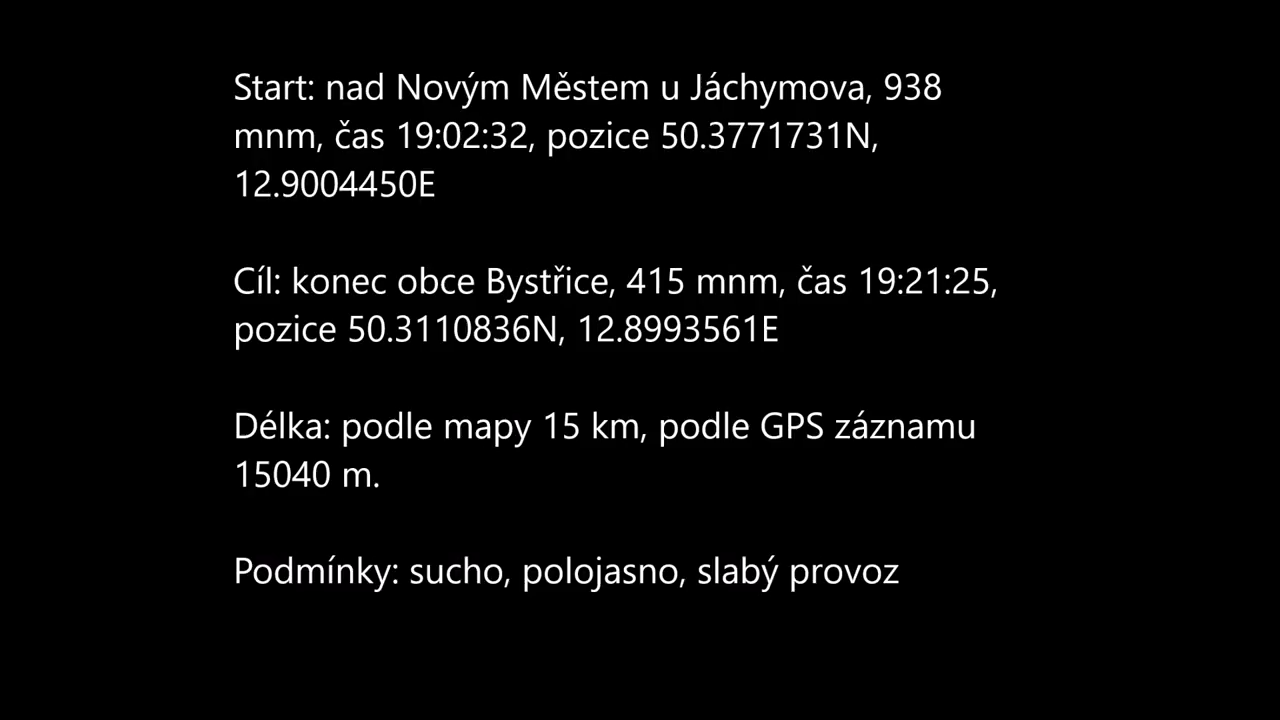 Start: nad Novým Městem u Jáchymova, 938
mnm, čas 19:02:32, pozice 50.3771731N,
12.9004450E
Cíl: konec obce Bystřice, 415 mnm, čas 19:21:25,
pozice 50.3110836N, 12.8993561E
Délka: podle mapy 15 km, podle GPS záznamu
15040 m.
Podmínky: sucho, polojasno, slabý provoz